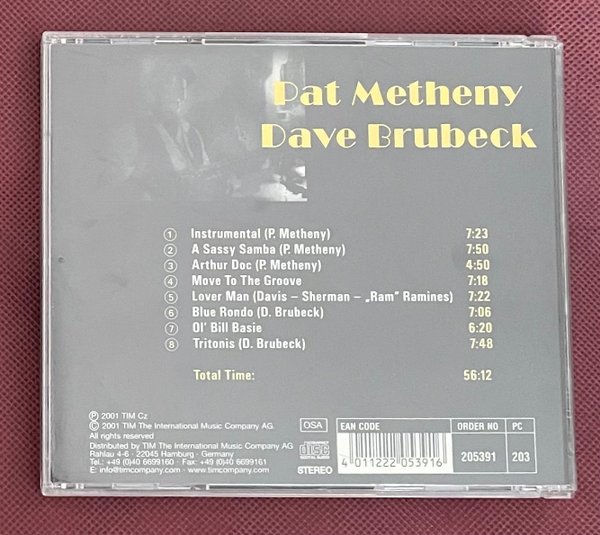 Pat Metheny
Dave Brubeck
1 Instrumental (P. Metheny) 7:23
2 A Sassy Samba (P. Metheny) 7:50
3 Arthur Doc (P. Metheny) 4:50
4 Move To The Groove 7:18
5 Lover Man (Davis – Sherman – „Ram” Ramines) 7:22
6 Blue Rondo (D. Brubeck) 7:06
7 Ol' Bill Basie 6:20
8 Tritonis (D. Brubeck) 7:48
Total Time: 56:12
Ⓟ 2001 TIM Cz
© 2001 TIM The International Music Company AG.
All rights reserved
Distributed by TIM The International Music Company AG
Rahlau 4-6 · 22045 Hamburg · Germany
Tel.: +49 (0)40 6699160 · Fax: +49 (0)40 6699161
E: info@timcompany.com · www.timcompany.com
OSA
COMPACT
disc
DIGITAL AUDIO
STEREO
EAN CODE
4 011222 053916
ORDER NO
205391
PC
203